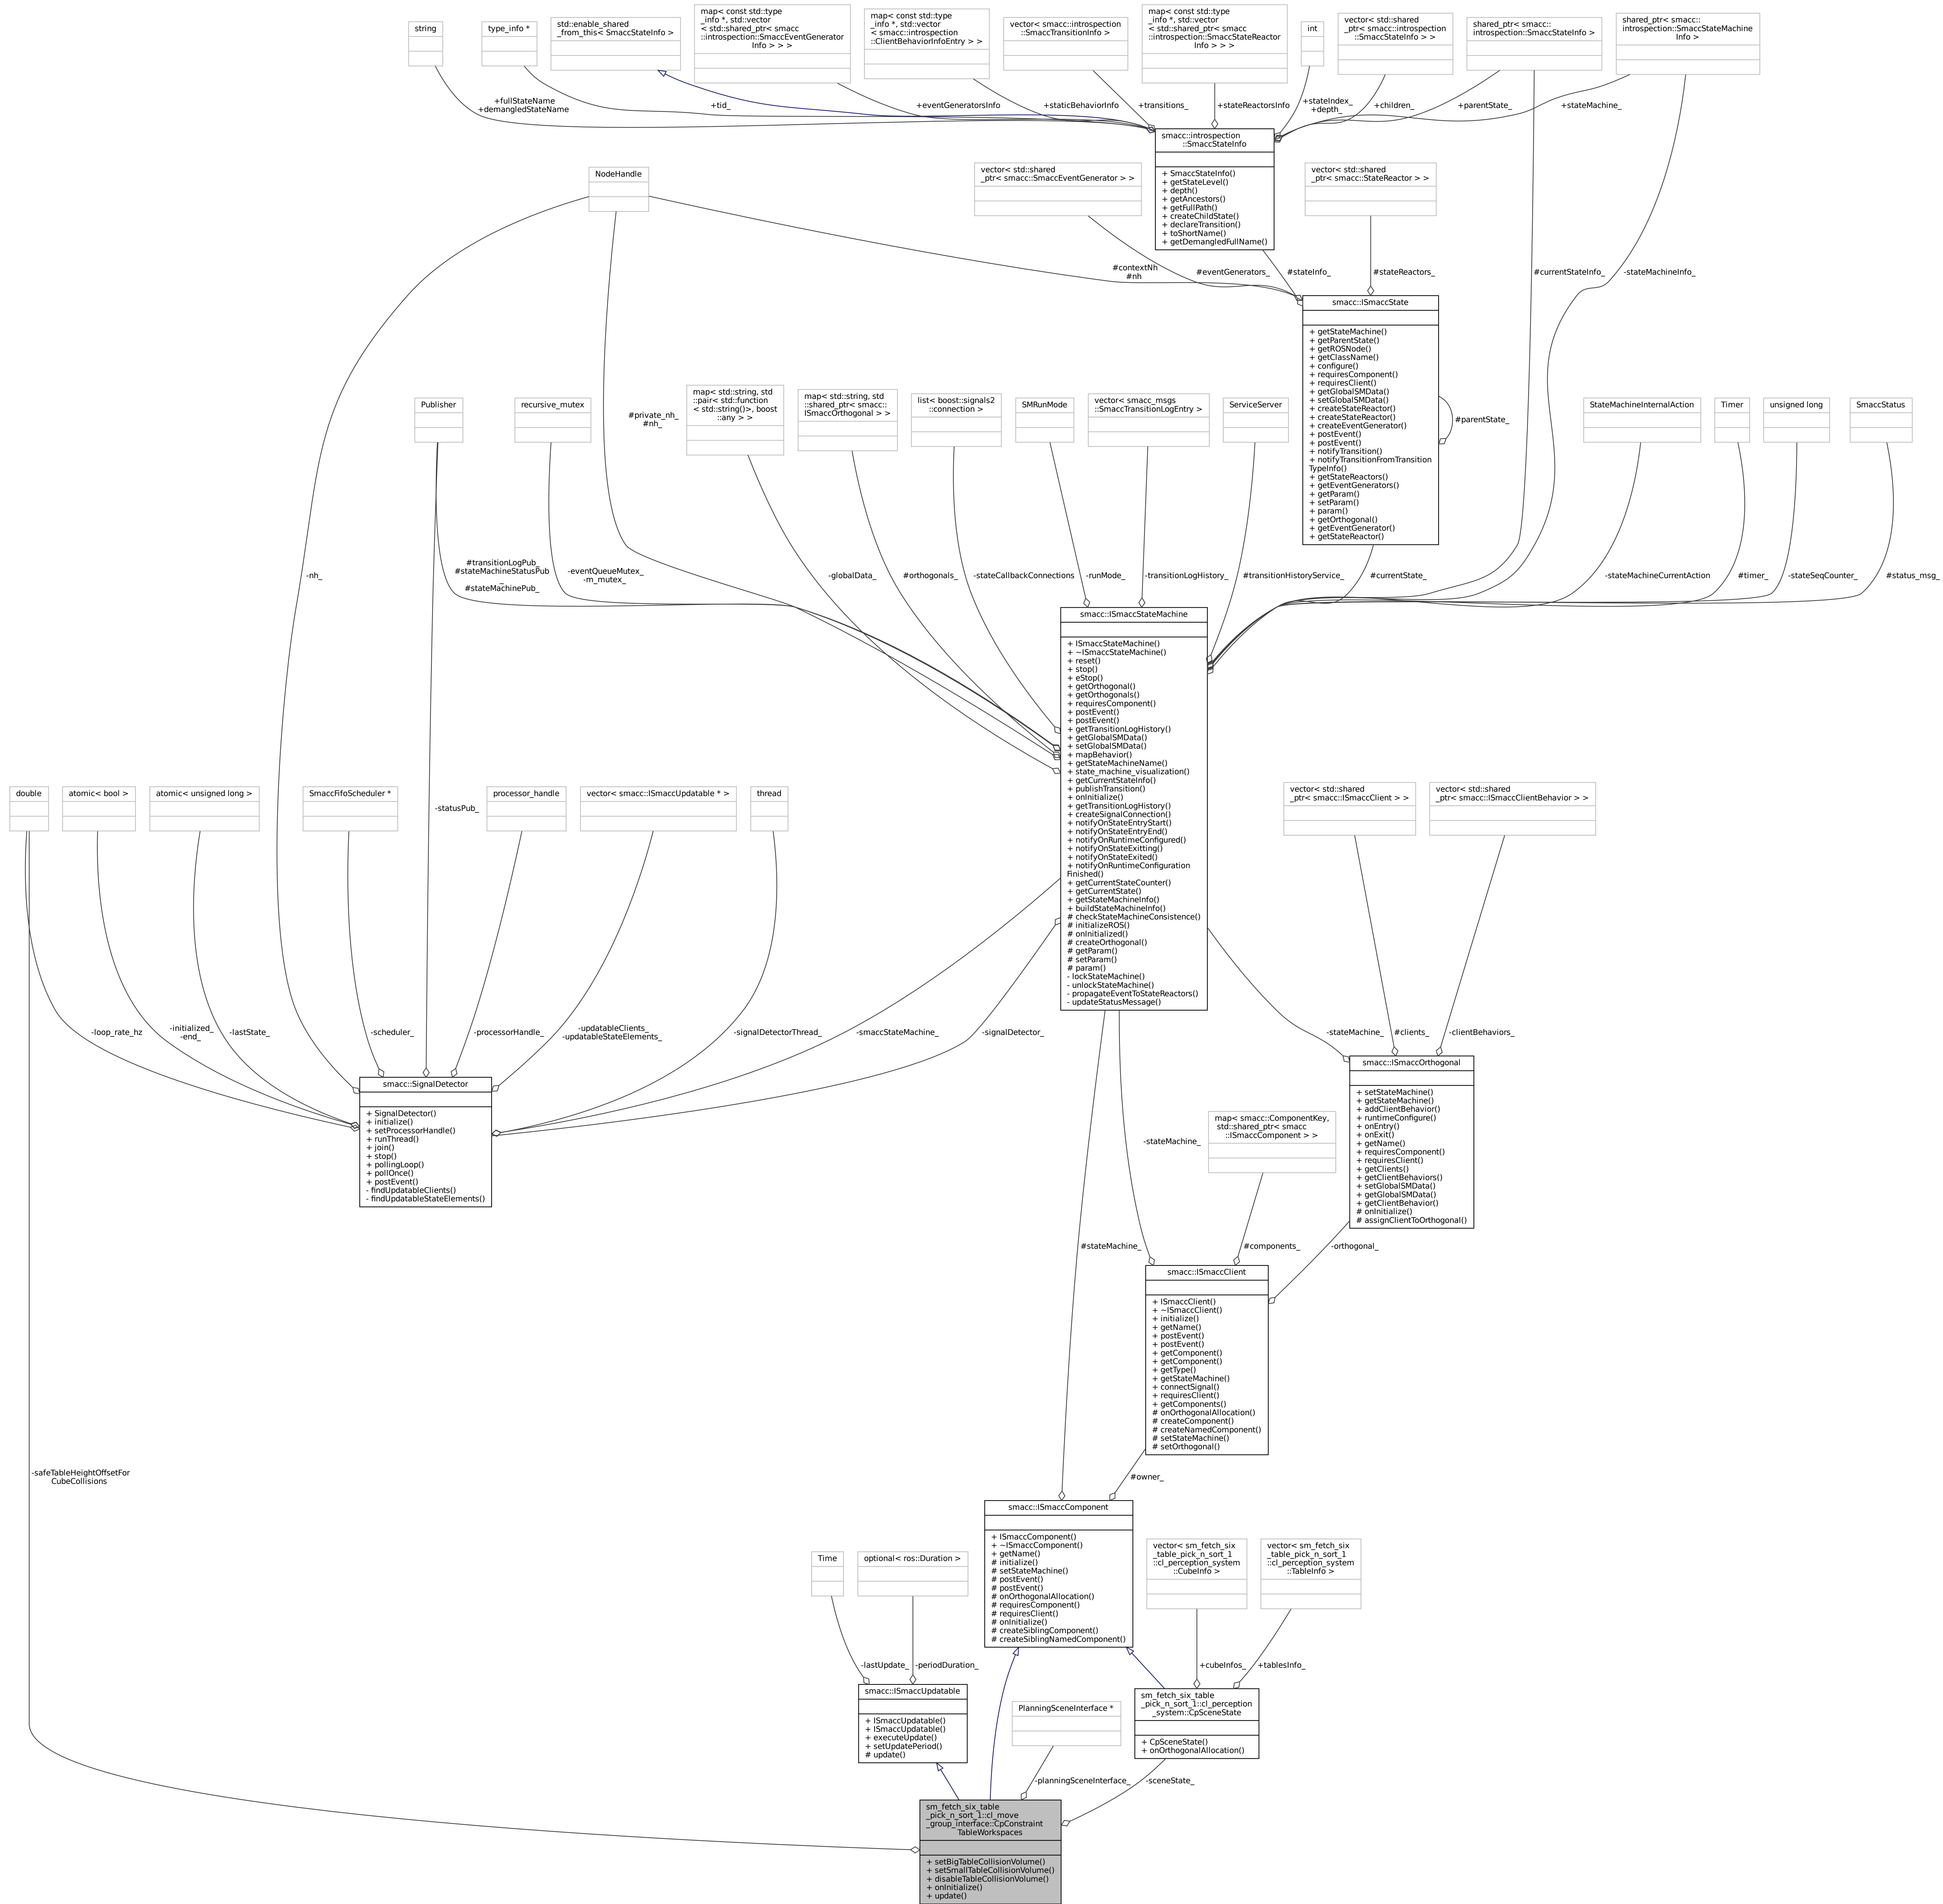 string
type_info *
std::enable_shared
_from_this< SmaccStateInfo >
map< const std::type
_info *, std::vector
< std::shared_ptr< smacc
::introspection::SmaccEventGenerator
Info > > >
map< const std::type
_info *, std::vector
< smacc::introspection
::ClientBehaviorInfoEntry > >
vector< smacc::introspection
::SmaccTransitionInfo >
map< const std::type
_info *, std::vector
< std::shared_ptr< smacc
::introspection::SmaccStateReactor
Info > > >
int
vector< std::shared
_ptr< smacc::introspection
::SmaccStateInfo > >
shared_ptr< smacc::
introspection::SmaccStateInfo >
shared_ptr< smacc::
introspection::SmaccStateMachine
Info >
+fullStateName
+demangledStateName
+tid_
+eventGeneratorsInfo
+staticBehaviorInfo
+transitions_
+stateReactorsInfo
+stateIndex_
+depth_
+children_
+parentState_
+stateMachine_
smacc::introspection
::SmaccStateInfo
+ SmaccStateInfo()
+ getStateLevel()
+ depth()
+ getAncestors()
+ getFullPath()
+ createChildState()
+ declareTransition()
+ toShortName()
+ getDemangledFullName()
NodeHandle
vector< std::shared
_ptr< smacc::SmaccEventGenerator > >
vector< std::shared
_ptr< smacc::StateReactor > >
#contextNh
#nh
#eventGenerators_
#stateInfo_
#stateReactors_
#currentStateInfo_
-stateMachineInfo_
smacc::ISmaccState
+ getStateMachine()
+ getParentState()
+ getROSNode()
+ getClassName()
+ configure()
+ requiresComponent()
+ requiresClient()
+ getGlobalSMData()
+ setGlobalSMData()
+ createStateReactor()
+ createStateReactor()
+ createEventGenerator()
+ postEvent()
+ postEvent()
+ notifyTransition()
+ notifyTransitionFromTransition
TypeInfo()
+ getStateReactors()
+ getEventGenerators()
+ getParam()
+ setParam()
+ param()
+ getOrthogonal()
+ getEventGenerator()
+ getStateReactor()
#parentState_
Publisher
recursive_mutex
#private_nh_
#nh_
map< std::string, std
::pair< std::function
< std::string()>, boost
::any > >
map< std::string, std
::shared_ptr< smacc::
ISmaccOrthogonal > >
list< boost::signals2
::connection >
SMRunMode
vector< smacc_msgs
::SmaccTransitionLogEntry >
ServiceServer
StateMachineInternalAction
Timer
unsigned long
SmaccStatus
-nh_
#transitionLogPub_
#stateMachineStatusPub
_
#stateMachinePub_
-eventQueueMutex_
-m_mutex_
-globalData_
#orthogonals_
-stateCallbackConnections
-runMode_
-transitionLogHistory_
#transitionHistoryService_
#currentState_
-stateMachineCurrentAction
#timer_
-stateSeqCounter_
#status_msg_
smacc::ISmaccStateMachine
+ ISmaccStateMachine()
+ ~ISmaccStateMachine()
+ reset()
+ stop()
+ eStop()
+ getOrthogonal()
+ getOrthogonals()
+ requiresComponent()
+ postEvent()
+ postEvent()
+ getTransitionLogHistory()
+ getGlobalSMData()
+ setGlobalSMData()
+ mapBehavior()
+ getStateMachineName()
+ state_machine_visualization()
+ getCurrentStateInfo()
+ publishTransition()
+ onInitialize()
+ getTransitionLogHistory()
+ createSignalConnection()
+ notifyOnStateEntryStart()
+ notifyOnStateEntryEnd()
+ notifyOnRuntimeConfigured()
+ notifyOnStateExitting()
+ notifyOnStateExited()
+ notifyOnRuntimeConfiguration
Finished()
+ getCurrentStateCounter()
+ getCurrentState()
+ getStateMachineInfo()
+ buildStateMachineInfo()
# checkStateMachineConsistence()
# initializeROS()
# onInitialized()
# createOrthogonal()
# getParam()
# setParam()
# param()
- lockStateMachine()
- unlockStateMachine()
- propagateEventToStateReactors()
- updateStatusMessage()
double
atomic< bool >
atomic< unsigned long >
SmaccFifoScheduler *
-statusPub_
processor_handle
vector< smacc::ISmaccUpdatable * >
thread
vector< std::shared
_ptr< smacc::ISmaccClient > >
vector< std::shared
_ptr< smacc::ISmaccClientBehavior > >
-loop_rate_hz
-initialized_
-end_
-lastState_
-scheduler_
-processorHandle_
-updatableClients_
-updatableStateElements_
-signalDetectorThread_
-smaccStateMachine_
-signalDetector_
-stateMachine_
#clients_
-clientBehaviors_
smacc::SignalDetector
+ SignalDetector()
+ initialize()
+ setProcessorHandle()
+ runThread()
+ join()
+ stop()
+ pollingLoop()
+ pollOnce()
+ postEvent()
- findUpdatableClients()
- findUpdatableStateElements()
smacc::ISmaccOrthogonal
+ setStateMachine()
+ getStateMachine()
+ addClientBehavior()
+ runtimeConfigure()
+ onEntry()
+ onExit()
+ getName()
+ requiresComponent()
+ requiresClient()
+ getClients()
+ getClientBehaviors()
+ setGlobalSMData()
+ getGlobalSMData()
+ getClientBehavior()
# onInitialize()
# assignClientToOrthogonal()
-stateMachine_
map< smacc::ComponentKey,
std::shared_ptr< smacc
::ISmaccComponent > >
#stateMachine_
#components_
-orthogonal_
smacc::ISmaccClient
+ ISmaccClient()
+ ~ISmaccClient()
+ initialize()
+ getName()
+ postEvent()
+ postEvent()
+ getComponent()
+ getComponent()
+ getType()
+ getStateMachine()
+ connectSignal()
+ requiresClient()
+ getComponents()
# onOrthogonalAllocation()
# createComponent()
# createNamedComponent()
# setStateMachine()
# setOrthogonal()
-safeTableHeightOffsetFor
CubeCollisions
#owner_
smacc::ISmaccComponent
+ ISmaccComponent()
+ ~ISmaccComponent()
+ getName()
# initialize()
# setStateMachine()
# postEvent()
# postEvent()
# onOrthogonalAllocation()
# requiresComponent()
# requiresClient()
# onInitialize()
# createSiblingComponent()
# createSiblingNamedComponent()
Time
optional< ros::Duration >
vector< sm_fetch_six
_table_pick_n_sort_1
::cl_perception_system
::CubeInfo >
vector< sm_fetch_six
_table_pick_n_sort_1
::cl_perception_system
::TableInfo >
-lastUpdate_
-periodDuration_
+cubeInfos_
+tablesInfo_
smacc::ISmaccUpdatable
+ ISmaccUpdatable()
+ ISmaccUpdatable()
+ executeUpdate()
+ setUpdatePeriod()
# update()
PlanningSceneInterface *
sm_fetch_six_table
_pick_n_sort_1::cl_perception
_system::CpSceneState
+ CpSceneState()
+ onOrthogonalAllocation()
-planningSceneInterface_
-sceneState_
sm_fetch_six_table
_pick_n_sort_1::cl_move
_group_interface::CpConstraint
TableWorkspaces
+ setBigTableCollisionVolume()
+ setSmallTableCollisionVolume()
+ disableTableCollisionVolume()
+ onInitialize()
+ update()